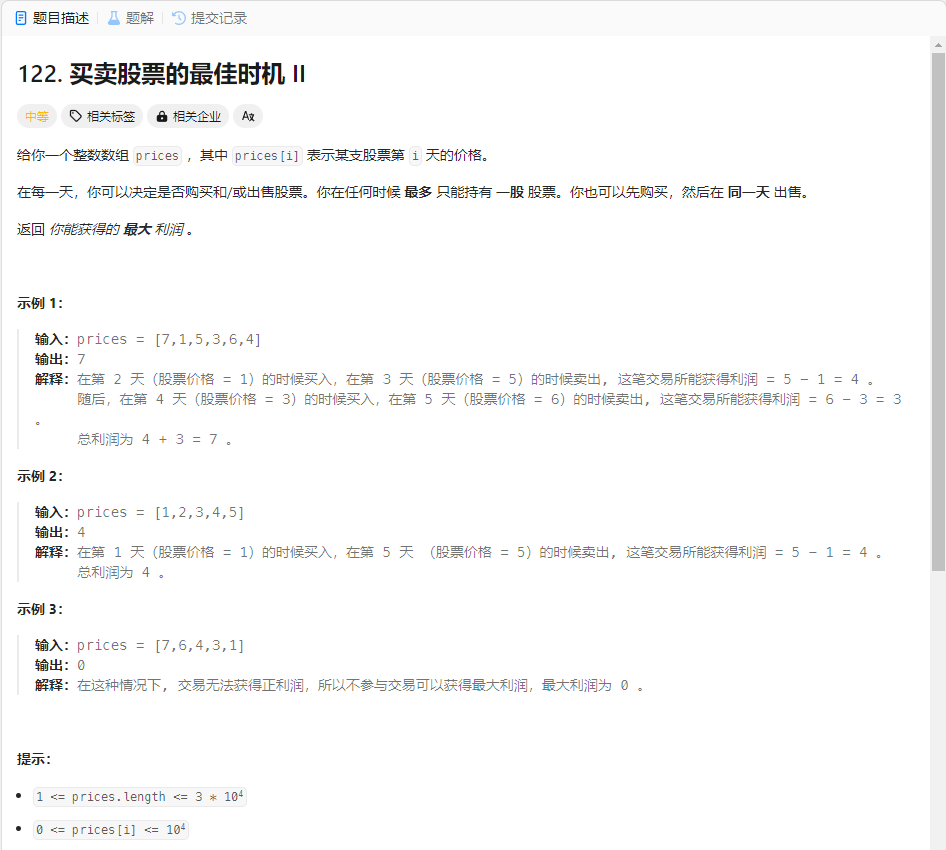 题目描述 题解 提交记录
122. 买卖股票的最佳时机 II
中等 相关标签 相关企业 Aあ
给你一个整数数组 prices ，其中 prices[i] 表示某支股票第 i 天的价格。
在每一天，你可以决定是否购买和/或出售股票。你在任何时候 最多 只能持有 一股 股票。你也可以先购买，然后在 同一天 出售。
返回 你能获得的 最大 利润 。
示例 1：
输入：prices = [7,1,5,3,6,4]
输出：7
解释：在第 2 天（股票价格 = 1）的时候买入，在第 3 天（股票价格 = 5）的时候卖出, 这笔交易所能获得利润 = 5 - 1 = 4 。
随后，在第 4 天（股票价格 = 3）的时候买入，在第 5 天（股票价格 = 6）的时候卖出, 这笔交易所能获得利润 = 6 - 3 = 3
。
总利润为 4 + 3 = 7 。
示例 2：
输入：prices = [1,2,3,4,5]
输出：4
解释：在第 1 天（股票价格 = 1）的时候买入，在第 5 天 （股票价格 = 5）的时候卖出, 这笔交易所能获得利润 = 5 - 1 = 4 。
总利润为 4 。
示例 3：
输入：prices = [7,6,4,3,1]
输出：0
解释：在这种情况下, 交易无法获得正利润，所以不参与交易可以获得最大利润，最大利润为 0 。
提示：
1 <= prices.length <= 3 * 10⁴
0 <= prices[i] <= 10⁴